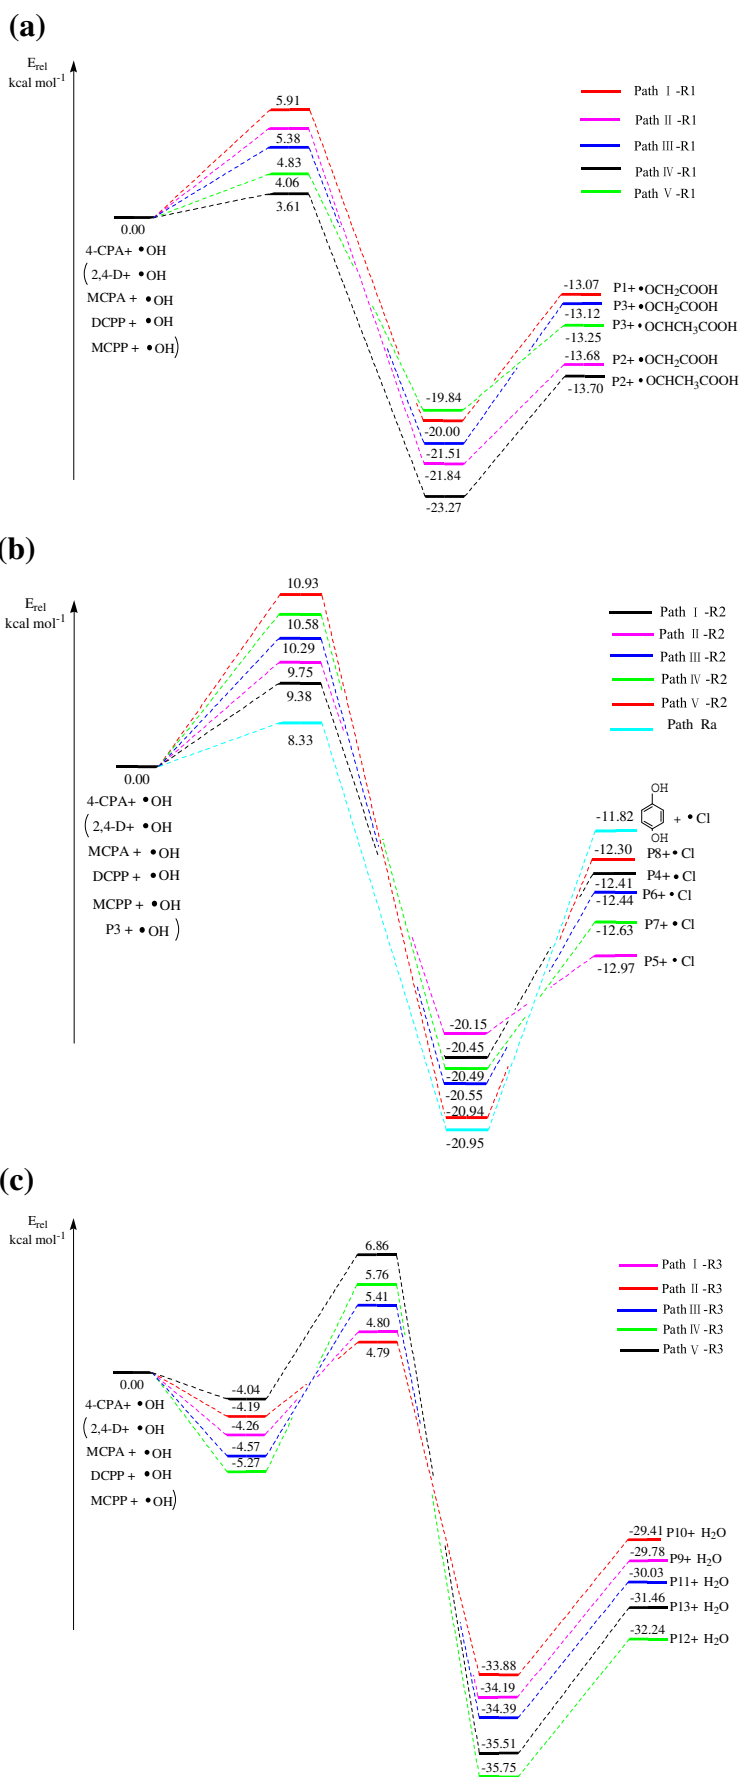 (a)
E_rel
kcal mol⁻¹
5.91
5.38
4.83
4.06
3.61
0.00
4-CPA+ •OH
(2,4-D+ •OH
MCPA + •OH
DCPP + •OH
MCPP + •OH)
Path Ⅰ -R1
Path Ⅱ -R1
Path Ⅲ -R1
Path Ⅳ -R1
Path Ⅴ -R1
-19.84
-20.00
-21.51
-21.84
-23.27
-13.07
-13.12
-13.25
-13.68
-13.70
P1+ •OCH₂COOH
P3+ •OCH₂COOH
P3+ •OCHCH₃COOH
P2+ •OCH₂COOH
P2+ •OCHCH₃COOH
(b)
E_rel
kcal mol⁻¹
10.93
10.58
10.29
9.75
9.38
8.33
0.00
4-CPA+ •OH
(2,4-D+ •OH
MCPA + •OH
DCPP + •OH
MCPP + •OH
P3 + •OH )
Path Ⅰ -R2
Path Ⅱ -R2
Path Ⅲ -R2
Path Ⅳ -R2
Path Ⅴ -R2
Path Ra
-20.15
-20.45
-20.49
-20.55
-20.94
-20.95
-11.82
-12.30
-12.41
-12.44
-12.63
-12.97
OH
OH
+ •Cl
P8+ •Cl
P4+ •Cl
P6+ •Cl
P7+ •Cl
P5+ •Cl
(c)
E_rel
kcal mol⁻¹
6.86
5.76
5.41
4.80
4.79
0.00
4-CPA+ •OH
(2,4-D+ •OH
MCPA + •OH
DCPP + •OH
MCPP + •OH)
-4.04
-4.19
-4.26
-4.57
-5.27
Path Ⅰ -R3
Path Ⅱ -R3
Path Ⅲ -R3
Path Ⅳ -R3
Path Ⅴ -R3
-33.88
-34.19
-34.39
-35.51
-35.75
-29.41
-29.78
-30.03
-31.46
-32.24
P10+ H₂O
P9+ H₂O
P11+ H₂O
P13+ H₂O
P12+ H₂O